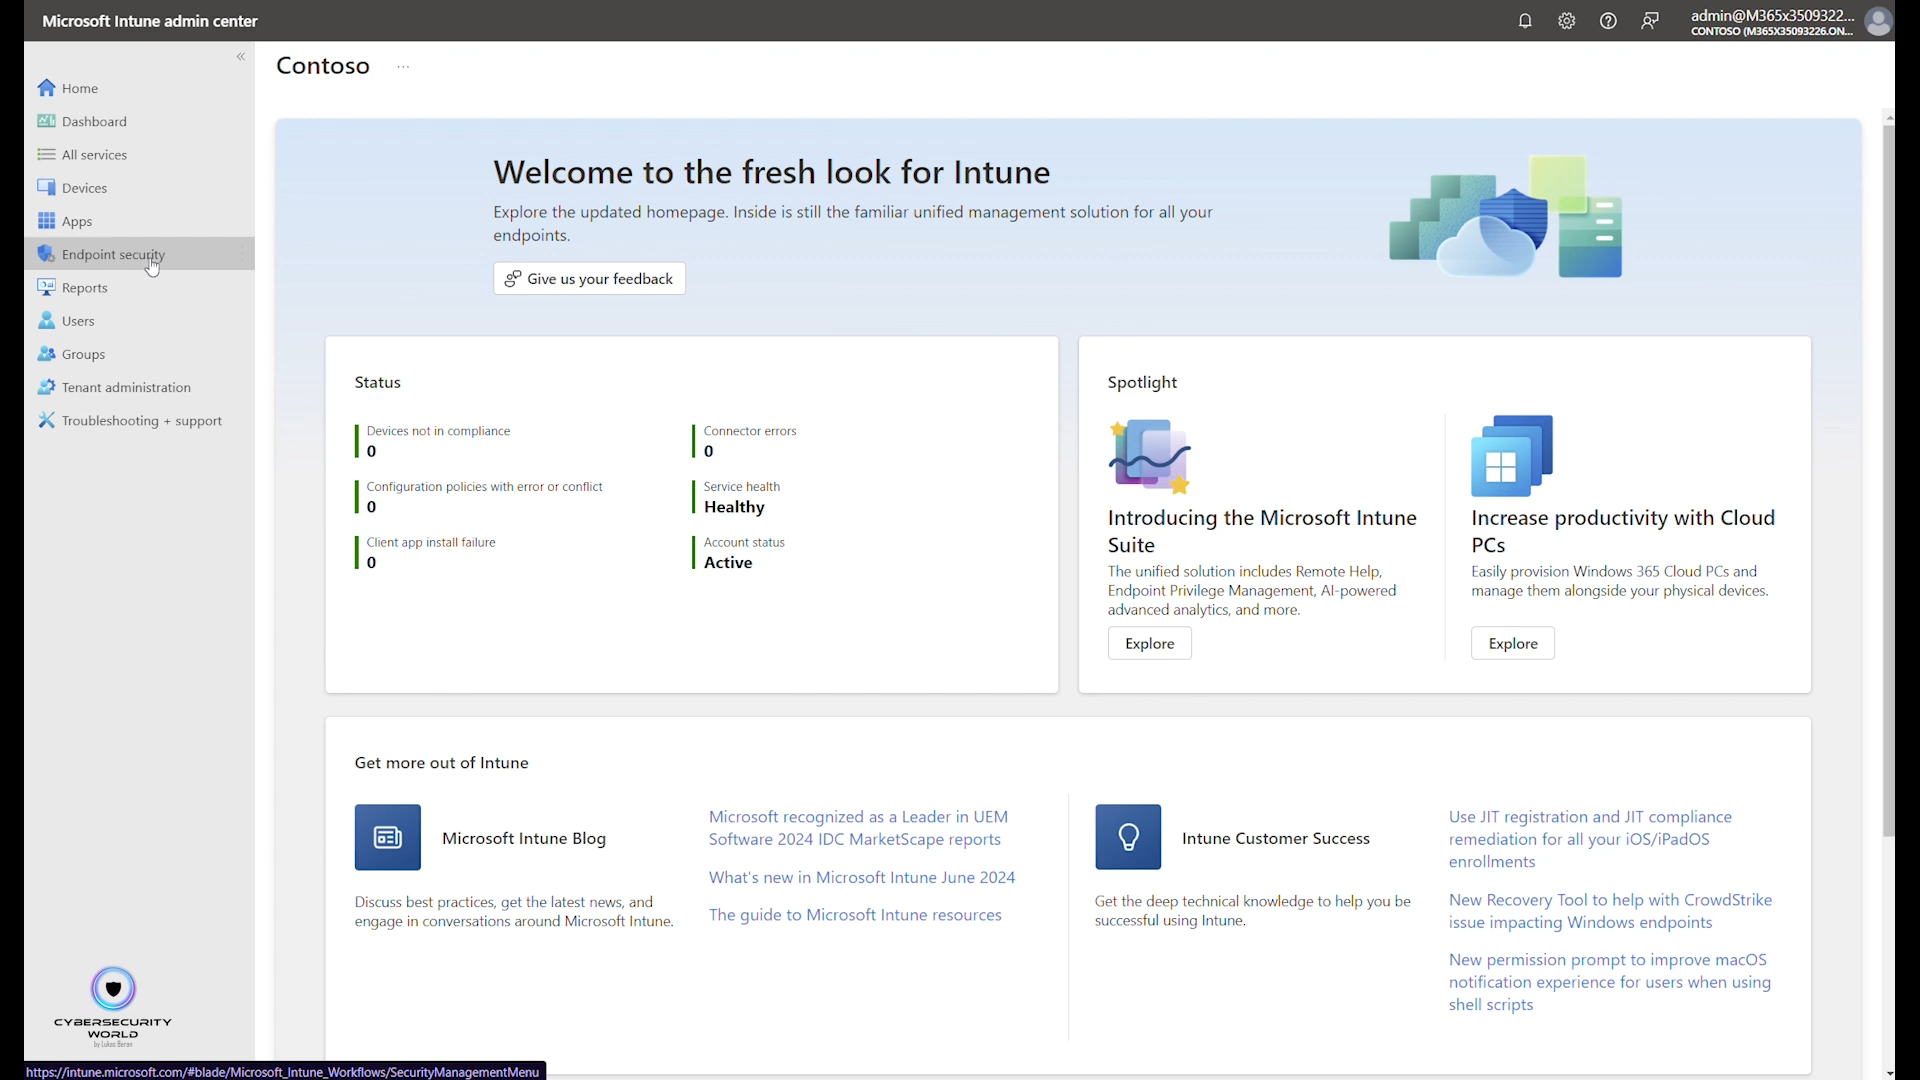 Microsoft Intune admin center
admin@M365x3509322...
CONTOSO (M365X35093226.ON...
«
Home
Dashboard
All services
Devices
Apps
Endpoint security
Reports
Users
Groups
Tenant administration
Troubleshooting + support
Contoso ...
Welcome to the fresh look for Intune
Explore the updated homepage. Inside is still the familiar unified management solution for all your
endpoints.
Give us your feedback
Status
Devices not in compliance
0
Configuration policies with error or conflict
0
Client app install failure
0
Connector errors
0
Service health
Healthy
Account status
Active
Spotlight
Introducing the Microsoft Intune
Suite
The unified solution includes Remote Help,
Endpoint Privilege Management, AI-powered
advanced analytics, and more.
Explore
Increase productivity with Cloud
PCs
Easily provision Windows 365 Cloud PCs and
manage them alongside your physical devices.
Explore
Get more out of Intune
Microsoft Intune Blog
Discuss best practices, get the latest news, and
engage in conversations around Microsoft Intune.
Microsoft recognized as a Leader in UEM
Software 2024 IDC MarketScape reports
What's new in Microsoft Intune June 2024
The guide to Microsoft Intune resources
Intune Customer Success
Get the deep technical knowledge to help you be
successful using Intune.
Use JIT registration and JIT compliance
remediation for all your iOS/iPadOS
enrollments
New Recovery Tool to help with CrowdStrike
issue impacting Windows endpoints
New permission prompt to improve macOS
notification experience for users when using
shell scripts
CYBERSECURITY
WORLD
by Lukas Beran
https://intune.microsoft.com/#blade/Microsoft_Intune_Workflows/SecurityManagementMenu